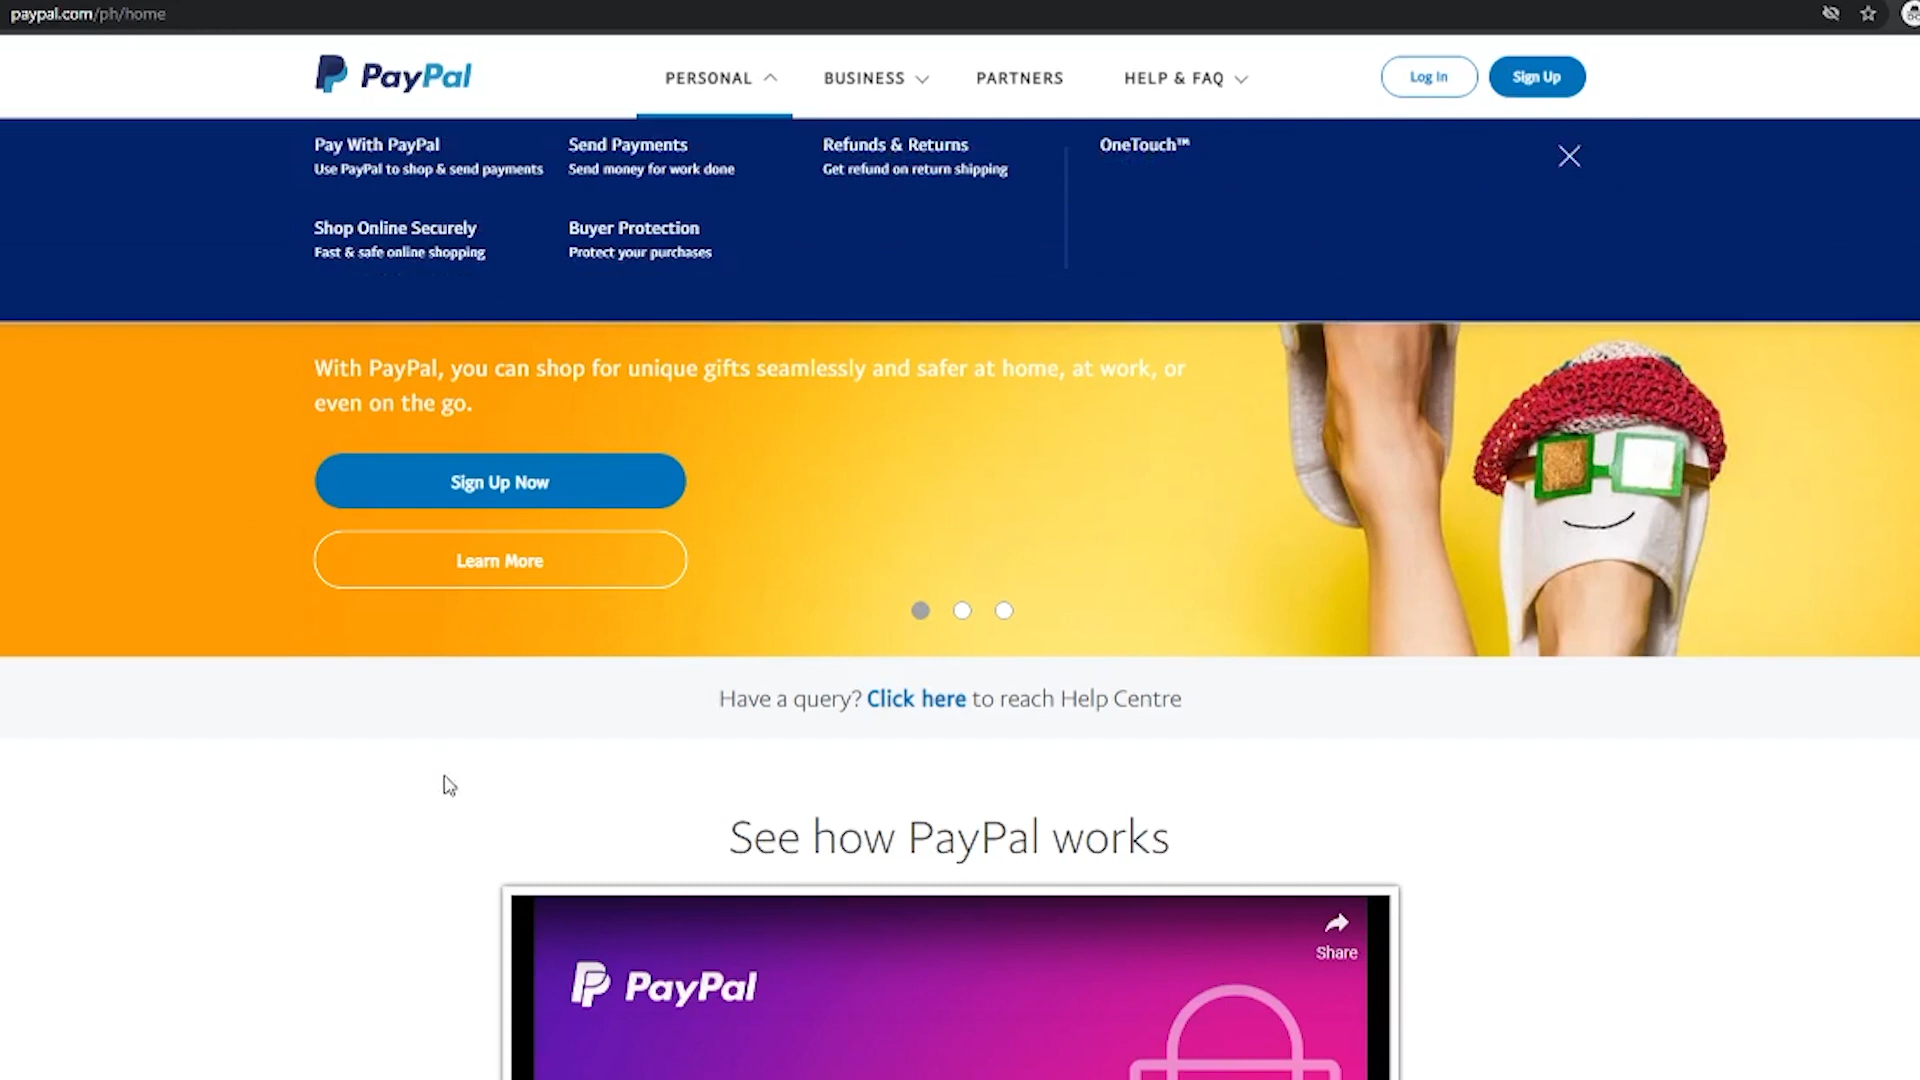 paypal.com/ph/home
PayPal
PERSONAL
BUSINESS
PARTNERS
HELP & FAQ
Log In
Sign Up
Pay With PayPal
Use PayPal to shop & send payments
Send Payments
Send money for work done
Refunds & Returns
Get refund on return shipping
OneTouch™
Shop Online Securely
Fast & safe online shopping
Buyer Protection
Protect your purchases
With PayPal, you can shop for unique gifts seamlessly and safer at home, at work, or
even on the go.
Sign Up Now
Learn More
Have a query? Click here to reach Help Centre
See how PayPal works
Share
PayPal